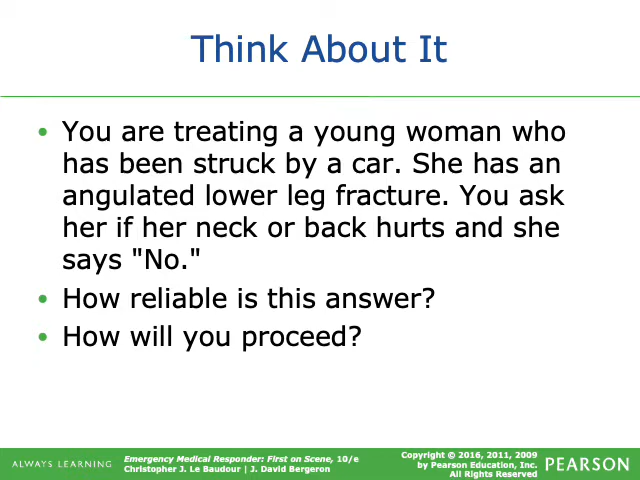 Think About It
• You are treating a young woman who
has been struck by a car. She has an
angulated lower leg fracture. You ask
her if her neck or back hurts and she
says "No."
• How reliable is this answer?
• How will you proceed?
ALWAYS LEARNING
Emergency Medical Responder: First on Scene, 10/e
Christopher J. Le Baudour | J. David Bergeron
Copyright © 2016, 2011, 2009
by Pearson Education, Inc.
All Rights Reserved
PEARSON